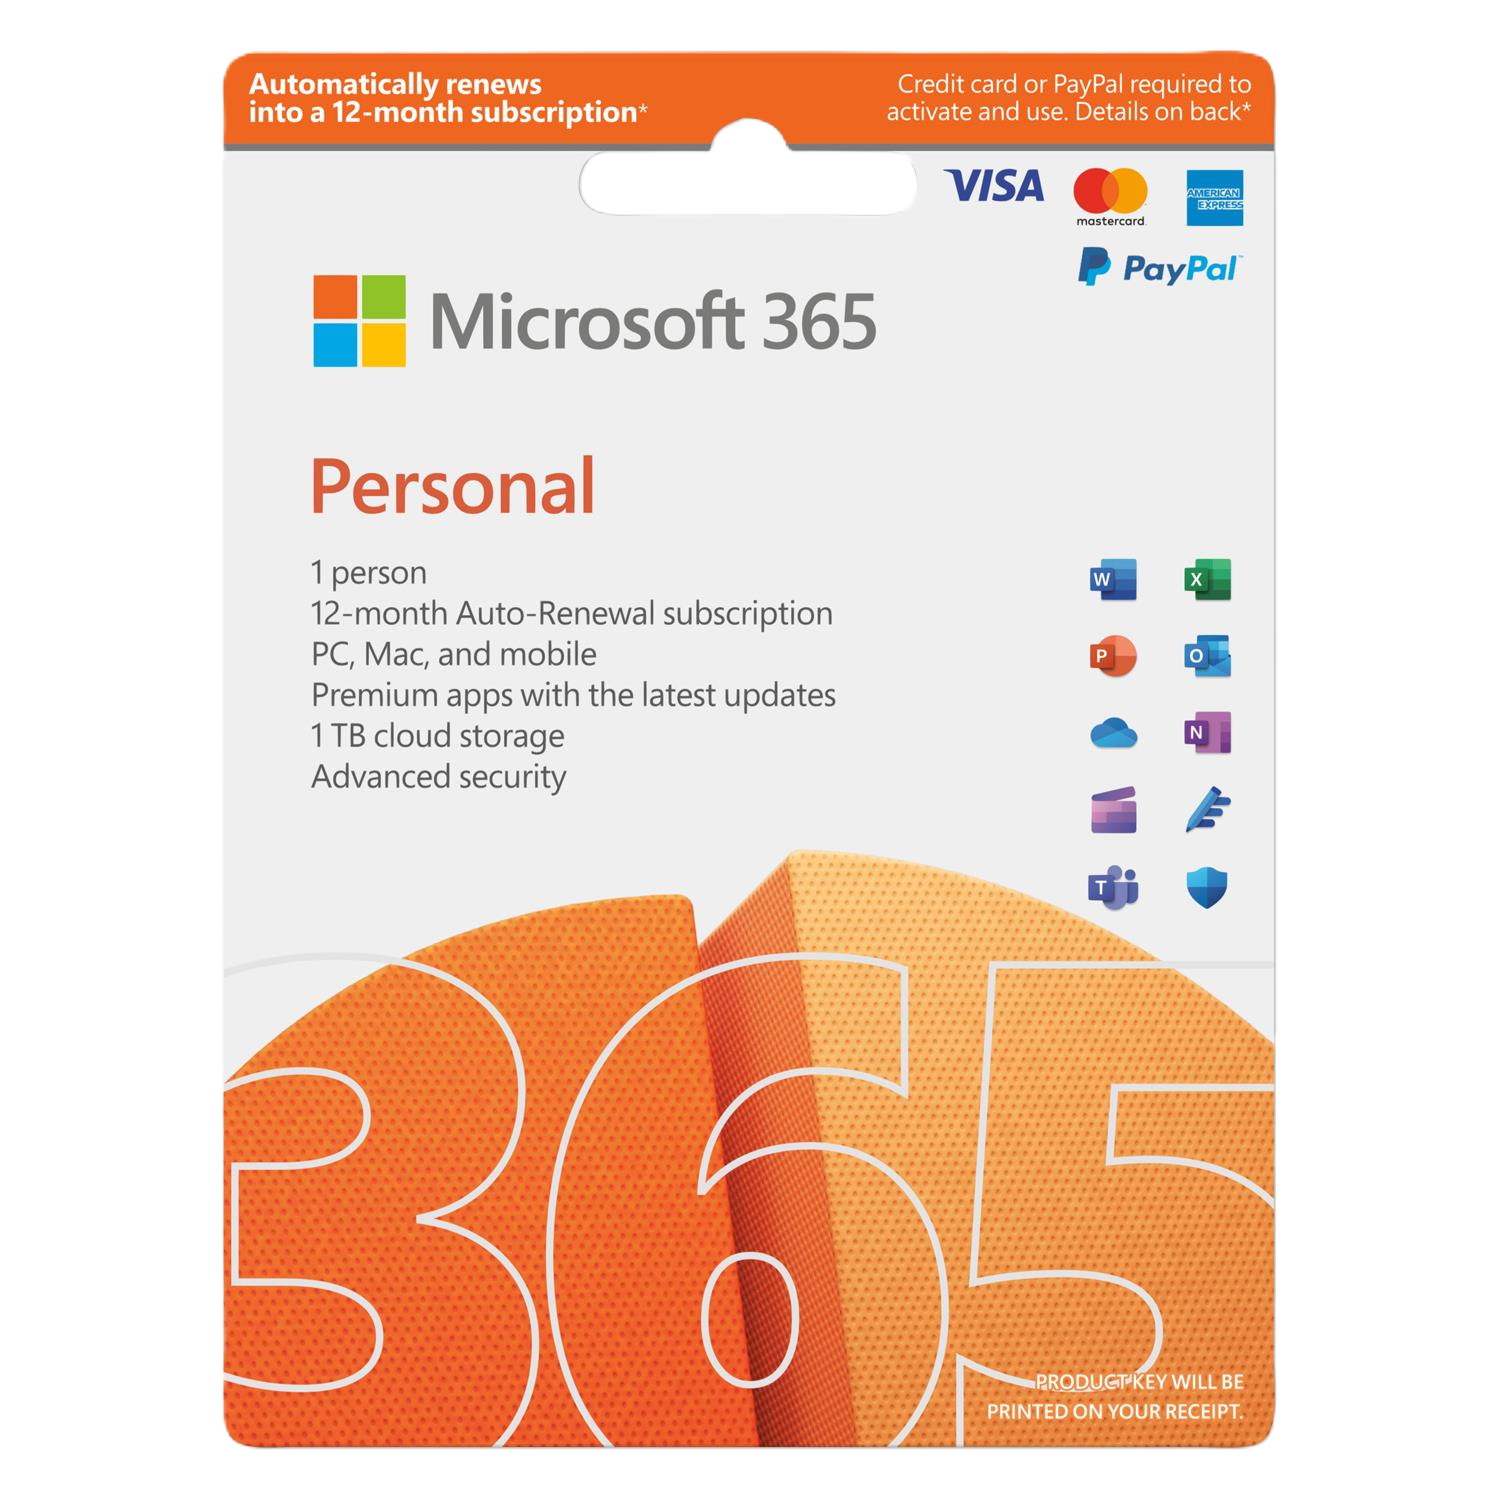 Automatically renews
into a 12-month subscription*
Credit card or PayPal required to
activate and use. Details on back*
VISA
mastercard
AMERICAN
EXPRESS
PayPal™
Microsoft 365
Personal
1 person
12-month Auto-Renewal subscription
PC, Mac, and mobile
Premium apps with the latest updates
1 TB cloud storage
Advanced security
W
X
P
O
N
T
365
PRODUCT KEY WILL BE
PRINTED ON YOUR RECEIPT.